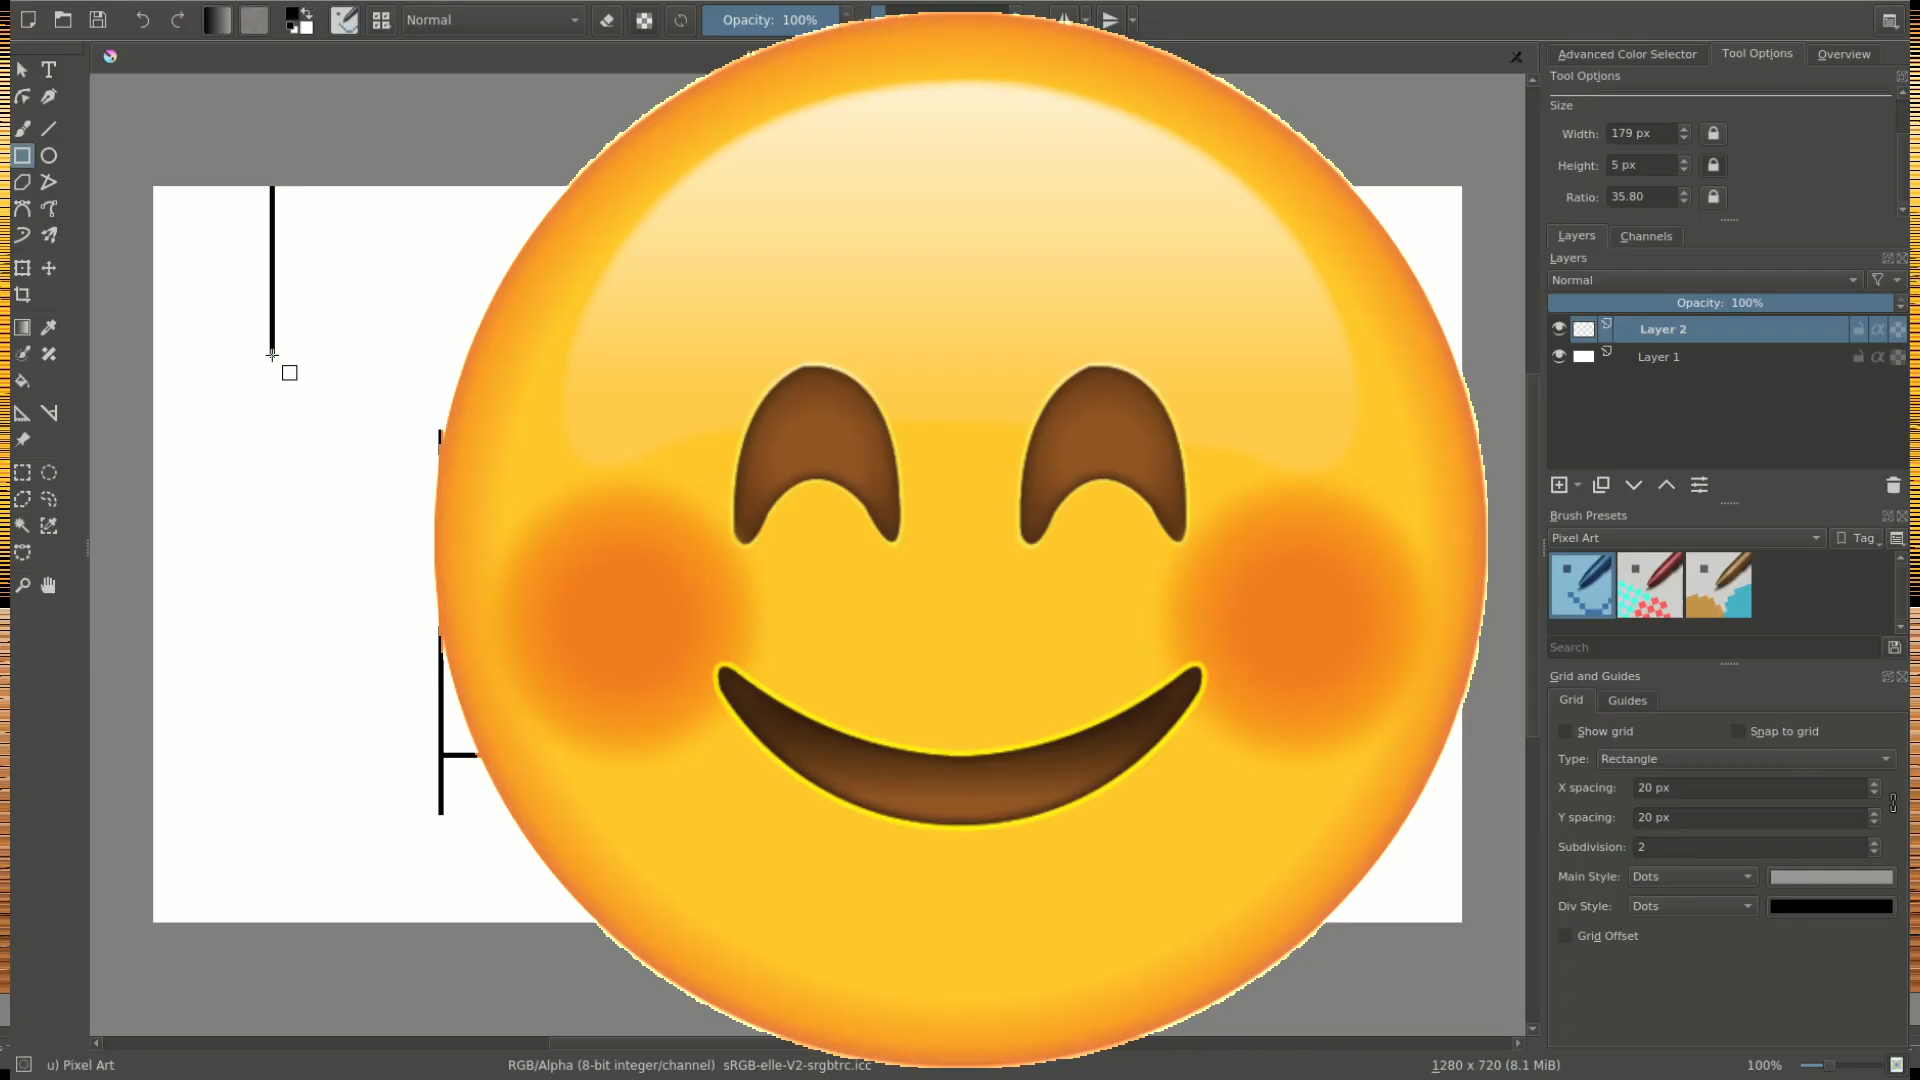 Normal
Opacity: 100%
Advanced Color Selector
Tool Options
Overview
Tool Options
Size
Width: 179 px
Height: 5 px
Ratio: 35.80
Layers
Channels
Layers
Normal
Opacity: 100%
Layer 2
Layer 1
Brush Presets
Pixel Art
Tag
Search
Grid and Guides
Grid
Guides
Show grid
Snap to grid
Type: Rectangle
X spacing: 20 px
Y spacing: 20 px
Subdivision: 2
Main Style: Dots
Div Style: Dots
Grid Offset
u) Pixel Art
RGB/Alpha (8-bit integer/channel) sRGB-elle-V2-srgbtrc.icc
1280 x 720 (8.1 MiB)
100%